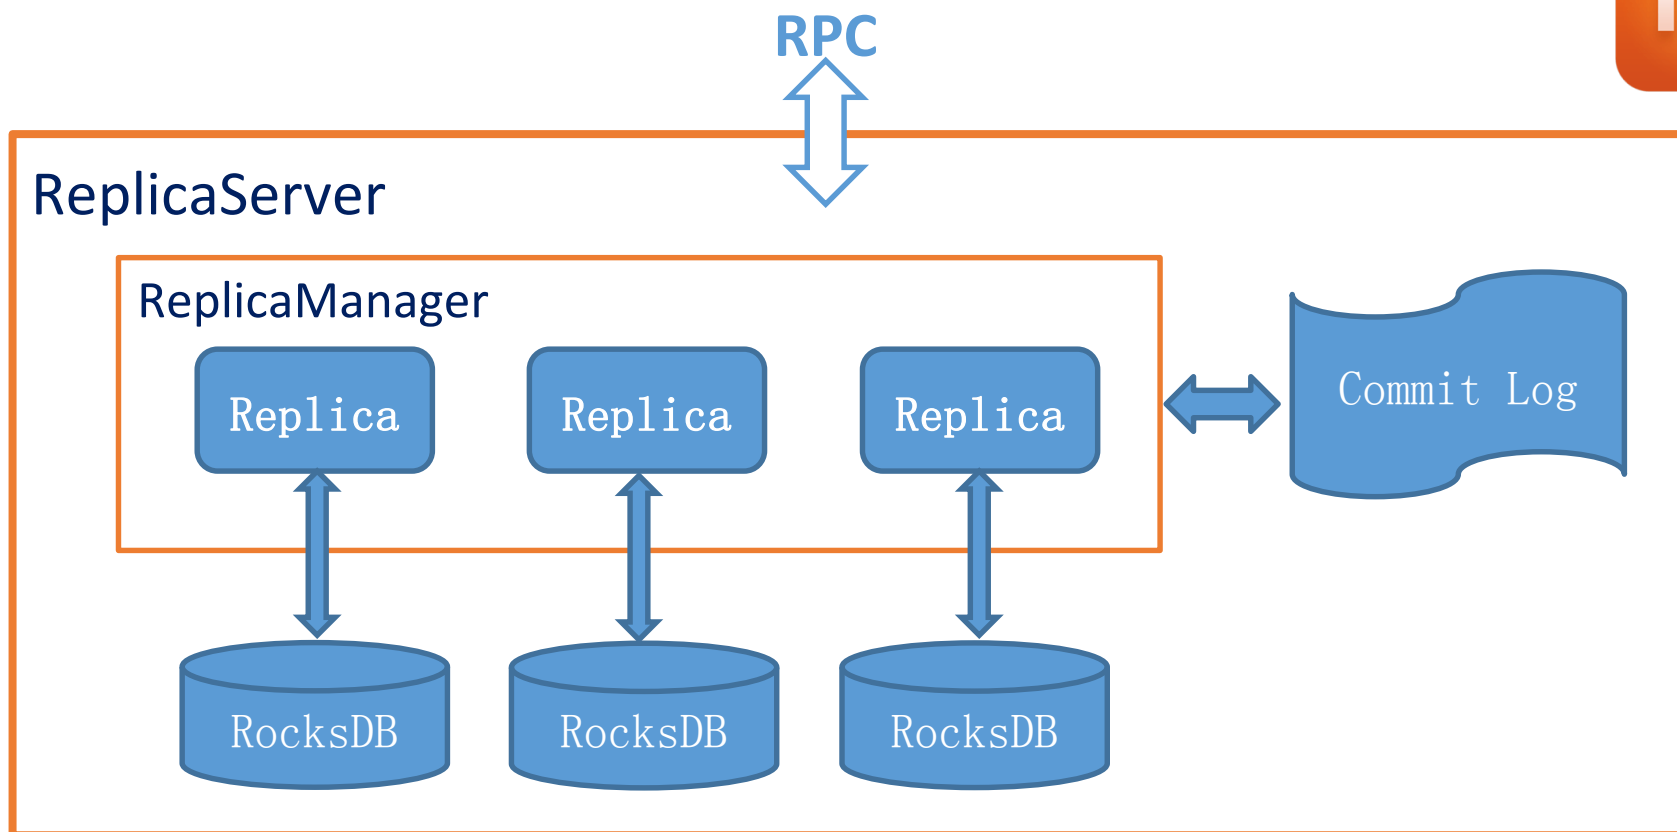 RPC
ReplicaServer
ReplicaManager
Replica
Replica
Replica
Commit Log
RocksDB
RocksDB
RocksDB